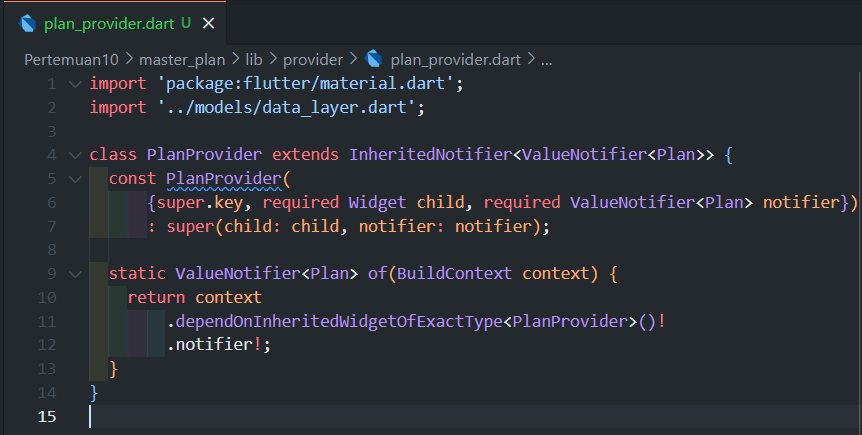 plan_provider.dart U ×
Pertemuan10 > master_plan > lib > provider > plan_provider.dart > ...
1 import 'package:flutter/material.dart';
2 import '../models/data_layer.dart';
3
4 class PlanProvider extends InheritedNotifier<ValueNotifier<Plan>> {
5   const PlanProvider(
6       {super.key, required Widget child, required ValueNotifier<Plan> notifier})
7       : super(child: child, notifier: notifier);
8
9   static ValueNotifier<Plan> of(BuildContext context) {
10     return context
11         .dependOnInheritedWidgetOfExactType<PlanProvider>()!
12         .notifier!;
13   }
14 }
15